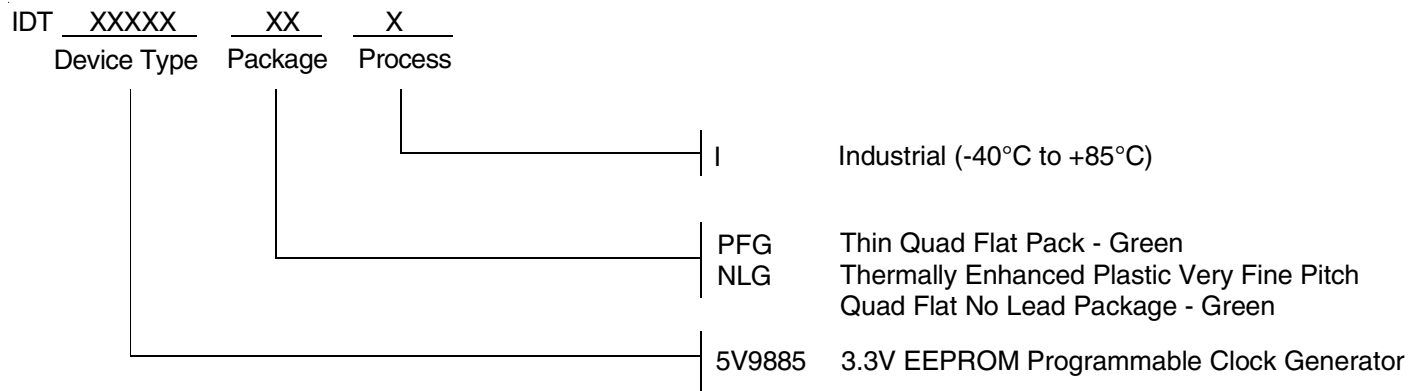 IDT XXXXX XX X
Device Type Package Process
I Industrial (-40°C to +85°C)
PFG Thin Quad Flat Pack - Green
NLG Thermally Enhanced Plastic Very Fine Pitch
Quad Flat No Lead Package - Green
5V9885 3.3V EEPROM Programmable Clock Generator